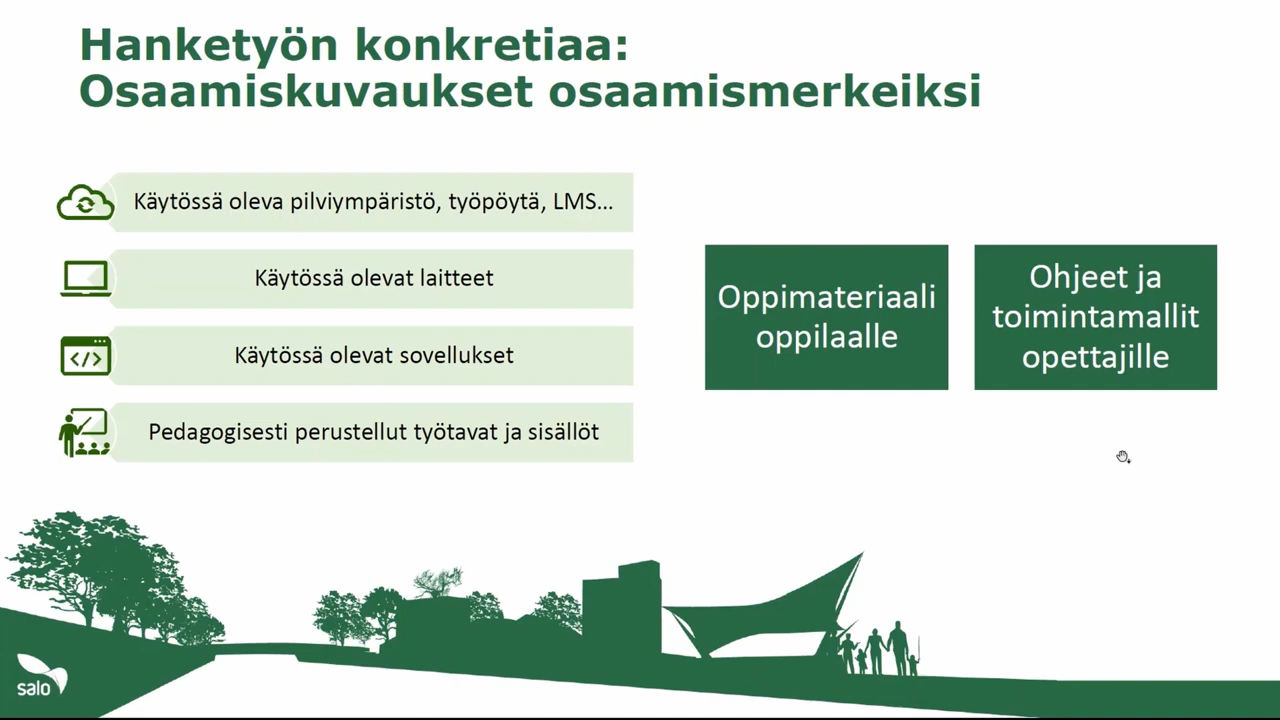 Hanketyön konkretiaa:
Osaamiskuvaukset osaamismerkeiksi
Käytössä oleva pilviympäristö, työpöytä, LMS...
Käytössä olevat laitteet
Käytössä olevat sovellukset
Pedagogisesti perustellut työtavat ja sisällöt
Oppimateriaali
oppilaalle
Ohjeet ja
toimintamallit
opettajille
salo